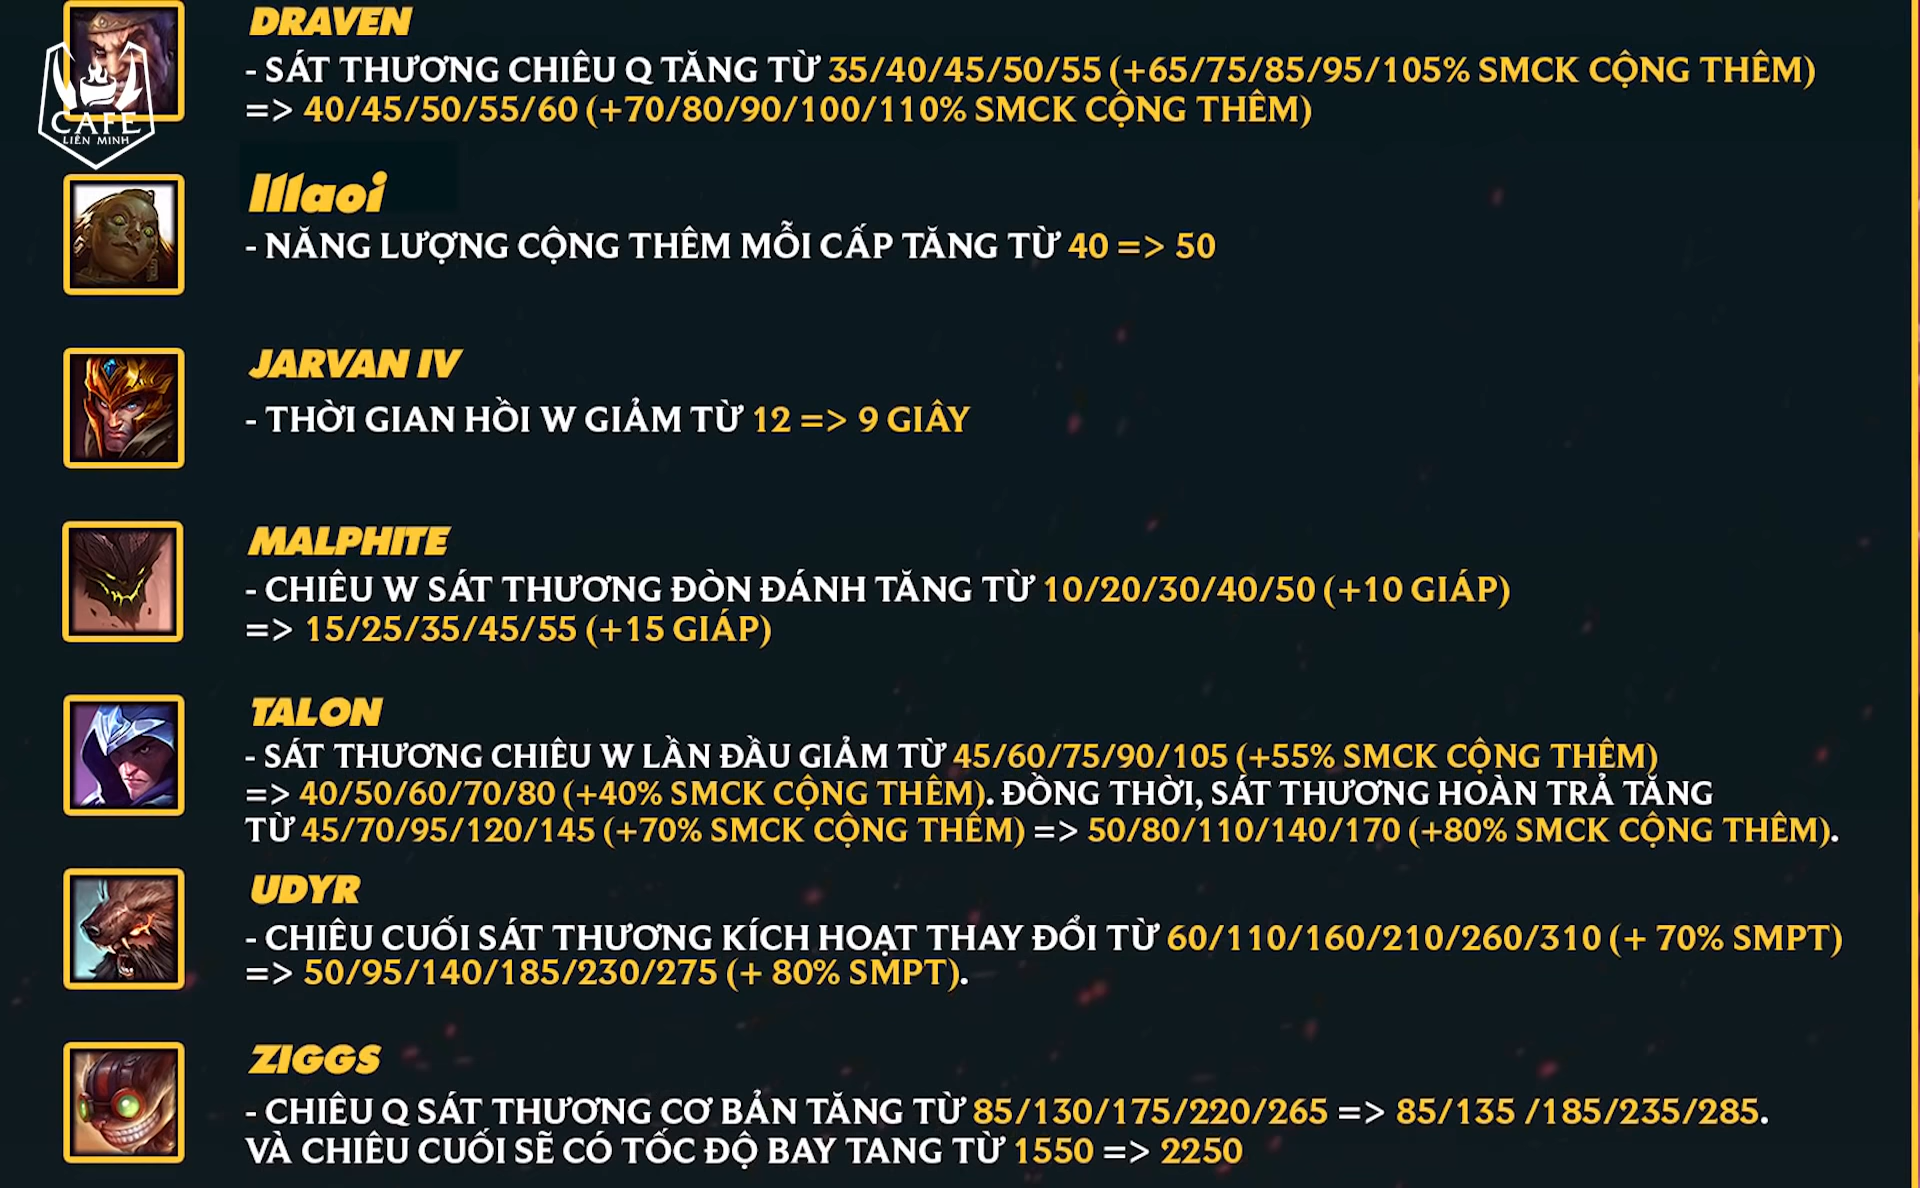 DRAVEN
- SÁT THƯƠNG CHIÊU Q TĂNG TỪ 35/40/45/50/55 (+65/75/85/95/105% SMCK CỘNG THÊM)
=> 40/45/50/55/60 (+70/80/90/100/110% SMCK CỘNG THÊM)
CAFE
LIÊN MINH
Illaoi
- NĂNG LƯỢNG CỘNG THÊM MỖI CẤP TĂNG TỪ 40 => 50
JARVAN IV
- THỜI GIAN HỒI W GIẢM TỪ 12 => 9 GIÂY
MALPHITE
- CHIÊU W SÁT THƯƠNG ĐÒN ĐÁNH TĂNG TỪ 10/20/30/40/50 (+10 GIÁP)
=> 15/25/35/45/55 (+15 GIÁP)
TALON
- SÁT THƯƠNG CHIÊU W LẦN ĐẦU GIẢM TỪ 45/60/75/90/105 (+55% SMCK CỘNG THÊM)
=> 40/50/60/70/80 (+40% SMCK CỘNG THÊM). ĐỒNG THỜI, SÁT THƯƠNG HOÀN TRẢ TĂNG
TỪ 45/70/95/120/145 (+70% SMCK CỘNG THÊM) => 50/80/110/140/170 (+80% SMCK CỘNG THÊM).
UDYR
- CHIÊU CUỐI SÁT THƯƠNG KÍCH HOẠT THAY ĐỔI TỪ 60/110/160/210/260/310 (+ 70% SMPT)
=> 50/95/140/185/230/275 (+ 80% SMPT).
ZIGGS
- CHIÊU Q SÁT THƯƠNG CƠ BẢN TĂNG TỪ 85/130/175/220/265 => 85/135 /185/235/285.
VÀ CHIÊU CUỐI SẼ CÓ TỐC ĐỘ BAY TANG TỪ 1550 => 2250